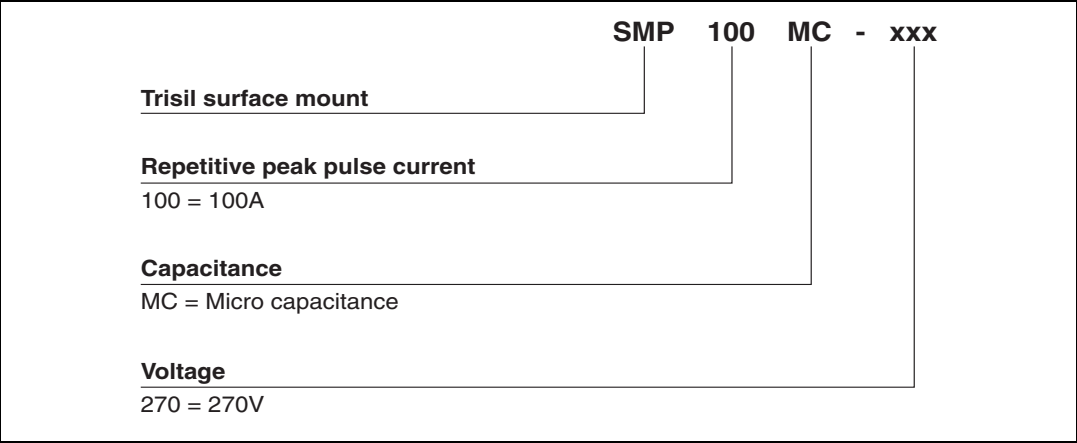 SMP 100 MC - xxx
Trisil surface mount
Repetitive peak pulse current
100 = 100A
Capacitance
MC = Micro capacitance
Voltage
270 = 270V